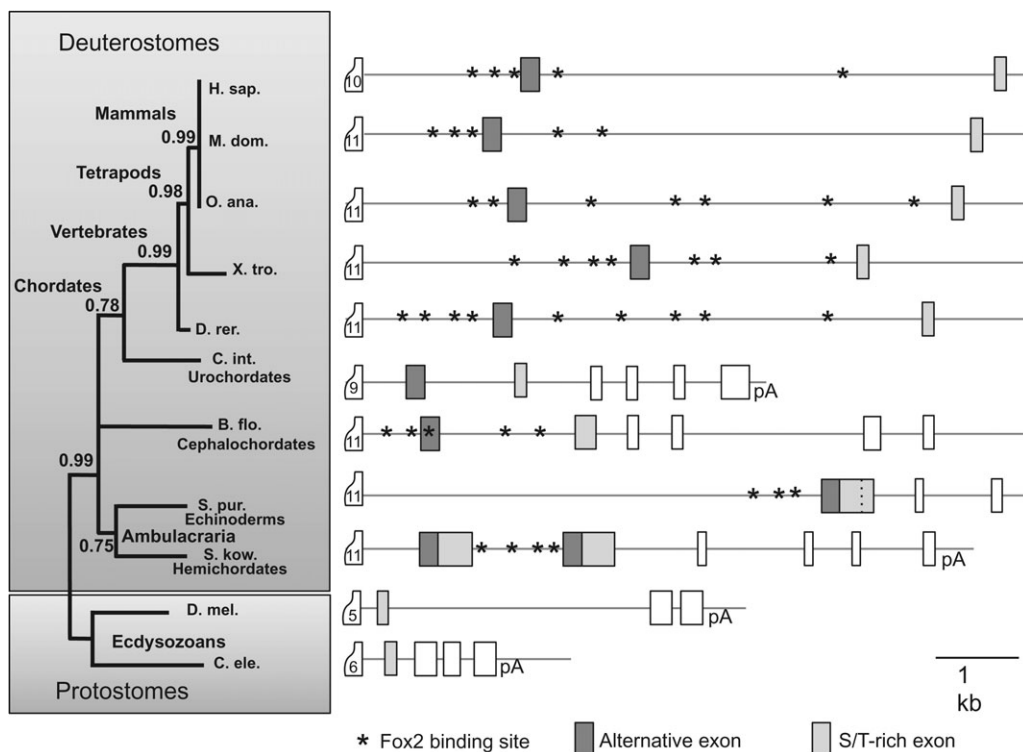 Deuterostomes
H. sap.
10
Mammals
0.99
M. dom.
11
Tetrapods
0.98
O. ana.
11
Vertebrates
0.99
X. tro.
11
Chordates
0.78
D. rer.
11
C. int.
Urochordates
9
pA
B. flo.
Cephalochordates
11
0.99
S. pur.
Echinoderms
11
Ambulacraria
0.75
S. kow.
Hemichordates
11
pA
D. mel.
5
pA
Ecdysozoans
C. ele.
6
pA
Protostomes
1
kb
* Fox2 binding site
Alternative exon
S/T-rich exon